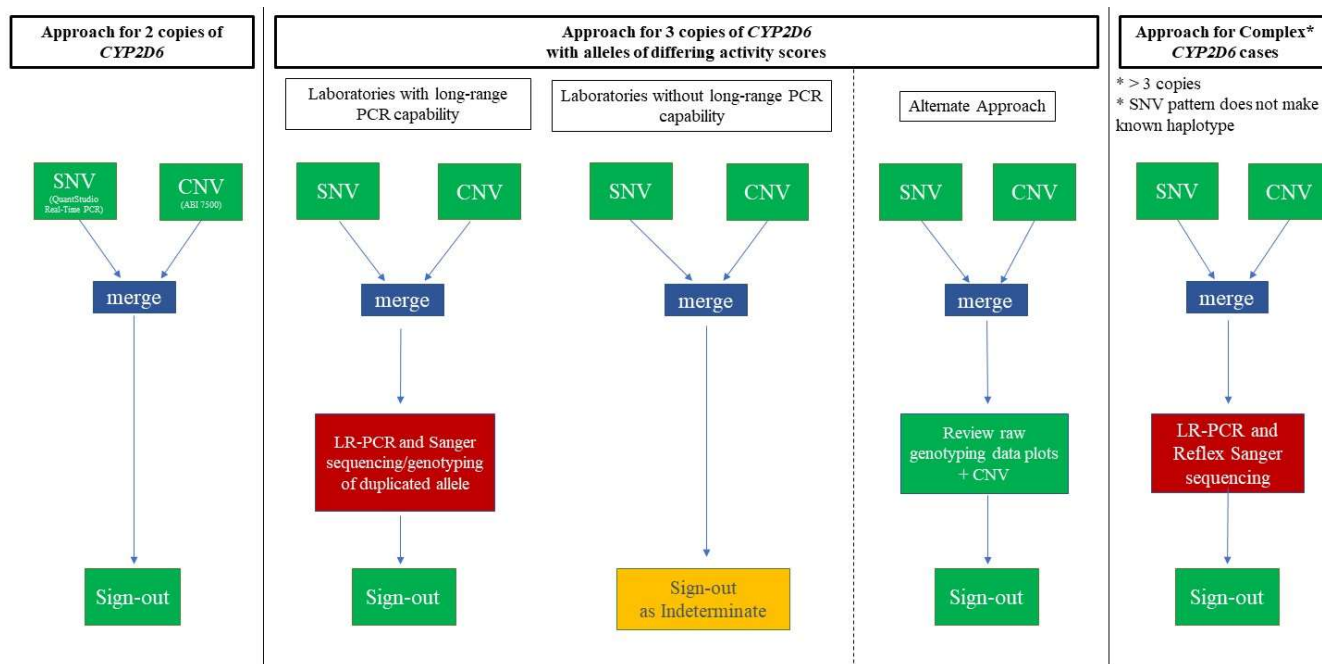 Approach for 2 copies of
CYP2D6
SNV
(QuantStudio
Real-Time PCR)
CNV
(ABI 7500)
merge
Sign-out
Approach for 3 copies of CYP2D6
with alleles of differing activity scores
Laboratories with long-range
PCR capability
SNV
CNV
merge
LR-PCR and Sanger
sequencing/genotyping
of duplicated allele
Sign-out
Laboratories without long-range PCR
capability
SNV
CNV
merge
Sign-out
as Indeterminate
Alternate Approach
SNV
CNV
merge
Review raw
genotyping data plots
+ CNV
Sign-out
Approach for Complex*
CYP2D6 cases
* > 3 copies
* SNV pattern does not make
known haplotype
SNV
CNV
merge
LR-PCR and
Reflex Sanger
sequencing
Sign-out